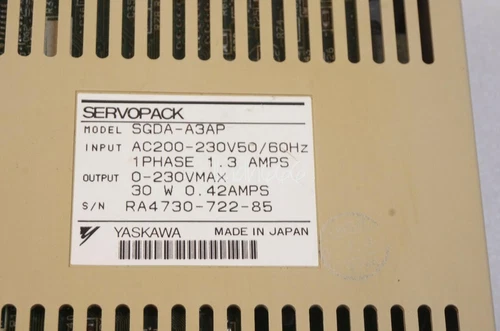 SERVOPACK
MODEL SGDA-A3AP
INPUT AC200-230V50/60Hz
1PHASE 1.3 AMPS
OUTPUT 0-230VMAX
30 W 0.42AMPS
S/N RA4730-722-85
YASKAWA MADE IN JAPAN